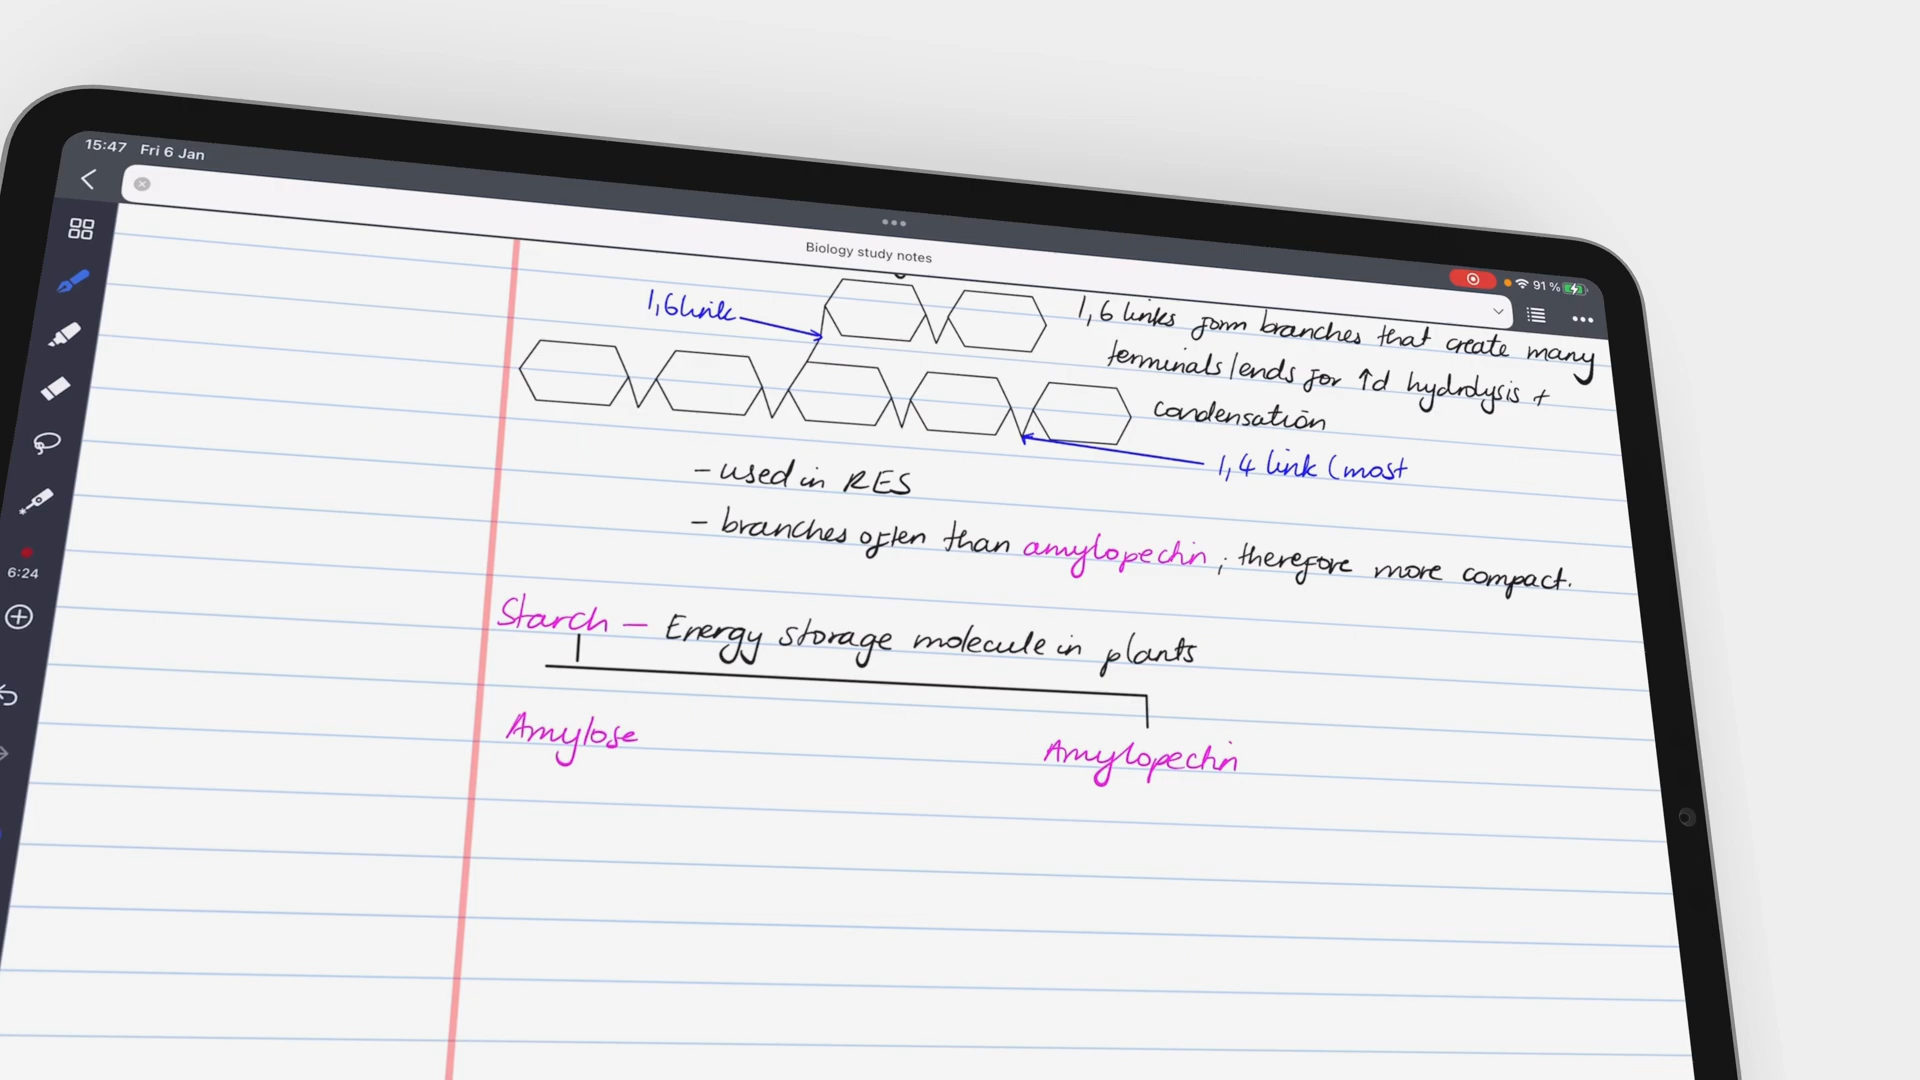 15:47 Fri 6 Jan
91%
Biology study notes
1,6 link
1,6 links form branches that create many
terminals/ends for ↑d hydrolysis +
condensation
1,4 link (most
- used in RES
- branches often than amylopectin; therefore more compact.
6:24
Starch — Energy storage molecule in plants
Amylose
Amylopectin